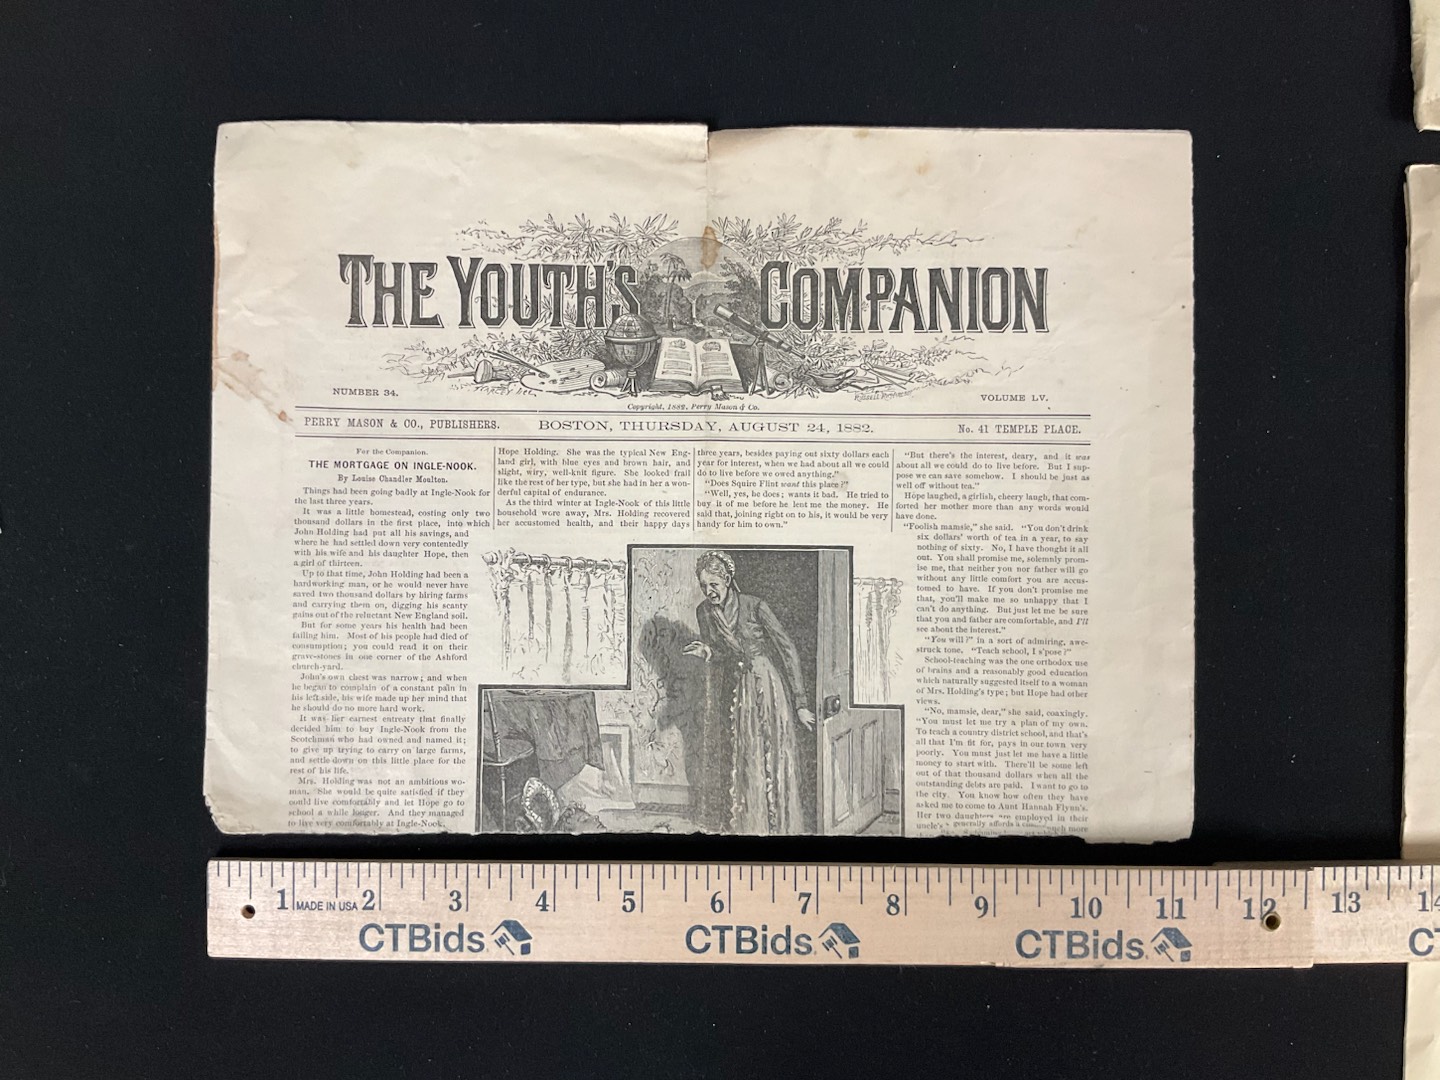 THE YOUTH'S COMPANION
NUMBER 34.
VOLUME LV.
Copyright, 1882, Perry Mason & Co.
PERRY MASON & CO., PUBLISHERS.
BOSTON, THURSDAY, AUGUST 24, 1882.
No. 41 TEMPLE PLACE.
For the Companion.
THE MORTGAGE ON INGLE-NOOK.
By Louise Chandler Moulton.
Things had been going badly at Ingle-Nook for
the last three years.
It was a little homestead, costing only two
thousand dollars in the first place, into which
John Holding had put all his savings, and
where he had settled down very contentedly
with his wife and his daughter Hope, then
a girl of thirteen.
Up to that time, John Holding had been a
hardworking man, or he would never have
saved two thousand dollars by hiring farms
and carrying them on, digging his scanty
gains out of the reluctant New England soil.
But for some years his health had been
failing him. Most of his people had died of
consumption; you could read it on their
grave-stones in one corner of the Ashford
church-yard.
John's own chest was narrow; and when
he began to complain of a constant pain in
his left side, his wife made up her mind that
he should do no more hard work.
It was her earnest entreaty that finally
decided him to buy Ingle-Nook from the
Scotchman who had owned and named it;
to give up trying to carry on large farms,
and settle down on this little place for the
rest of his life.
Mrs. Holding was not an ambitious wo-
man. She would be quite satisfied if they
could live comfortably and let Hope go to
school a while longer. And they managed
to live very comfortably at Ingle-Nook.
Hope Holding. She was the typical New Eng-
land girl, with blue eyes and brown hair, and
slight, wiry, well-knit figure. She looked frail
like the rest of her type, but she had in her a won-
derful capital of endurance.
As the third winter at Ingle-Nook of this little
household wore away, Mrs. Holding recovered
her accustomed health, and their happy days
three years, besides paying out sixty dollars each
year for interest, when we had about all we could
do to live before we owed anything."
"Does Squire Flint want this place?"
"Well, yes, he does; wants it bad. He tried to
buy it of me before he lent me the money. He
said that, joining right on to his, it would be very
handy for him to own."
"But there's the interest, deary, and it was
about all we could do to live before. But I sup-
pose we can save somehow. I should be just as
well off without tea."
Hope laughed, a girlish, cheery laugh, that com-
forted her mother more than any words would
have done.
"Foolish mamsie," she said. "You don't drink
six dollars' worth of tea in a year, to say
nothing of sixty. No, I have thought it all
out. You shall promise me, solemnly prom-
ise me, that neither you nor father will go
without any little comfort you are accus-
tomed to have. If you don't promise me
that, you'll make me so unhappy that I
can't do anything. But just let me be sure
that you and father are comfortable, and I'll
see about the interest."
"You will?" in a sort of admiring, awe-
struck tone. "Teach school, I s'pose?"
School-teaching was the one orthodox use
of brains and a reasonably good education
which naturally suggested itself to a woman
of Mrs. Holding's type; but Hope had other
views.
"No, mamsie, dear," she said, coaxingly.
"You must let me try a plan of my own.
To teach a country district school, and that's
all that I'm fit for, pays in our town very
poorly. You must just let me have a little
money to start with. There'll be some left
out of that thousand dollars when all the
outstanding debts are paid. I want to go to
the city. You know how often they have
asked me to come to Aunt Hannah Flynn's.
Her two daughters are employed in their
uncle's generally affords a much more
1 2 3 4 5 6 7 8 9 10 11 12 13 14
MADE IN USA
CTBids CTBids CTBids